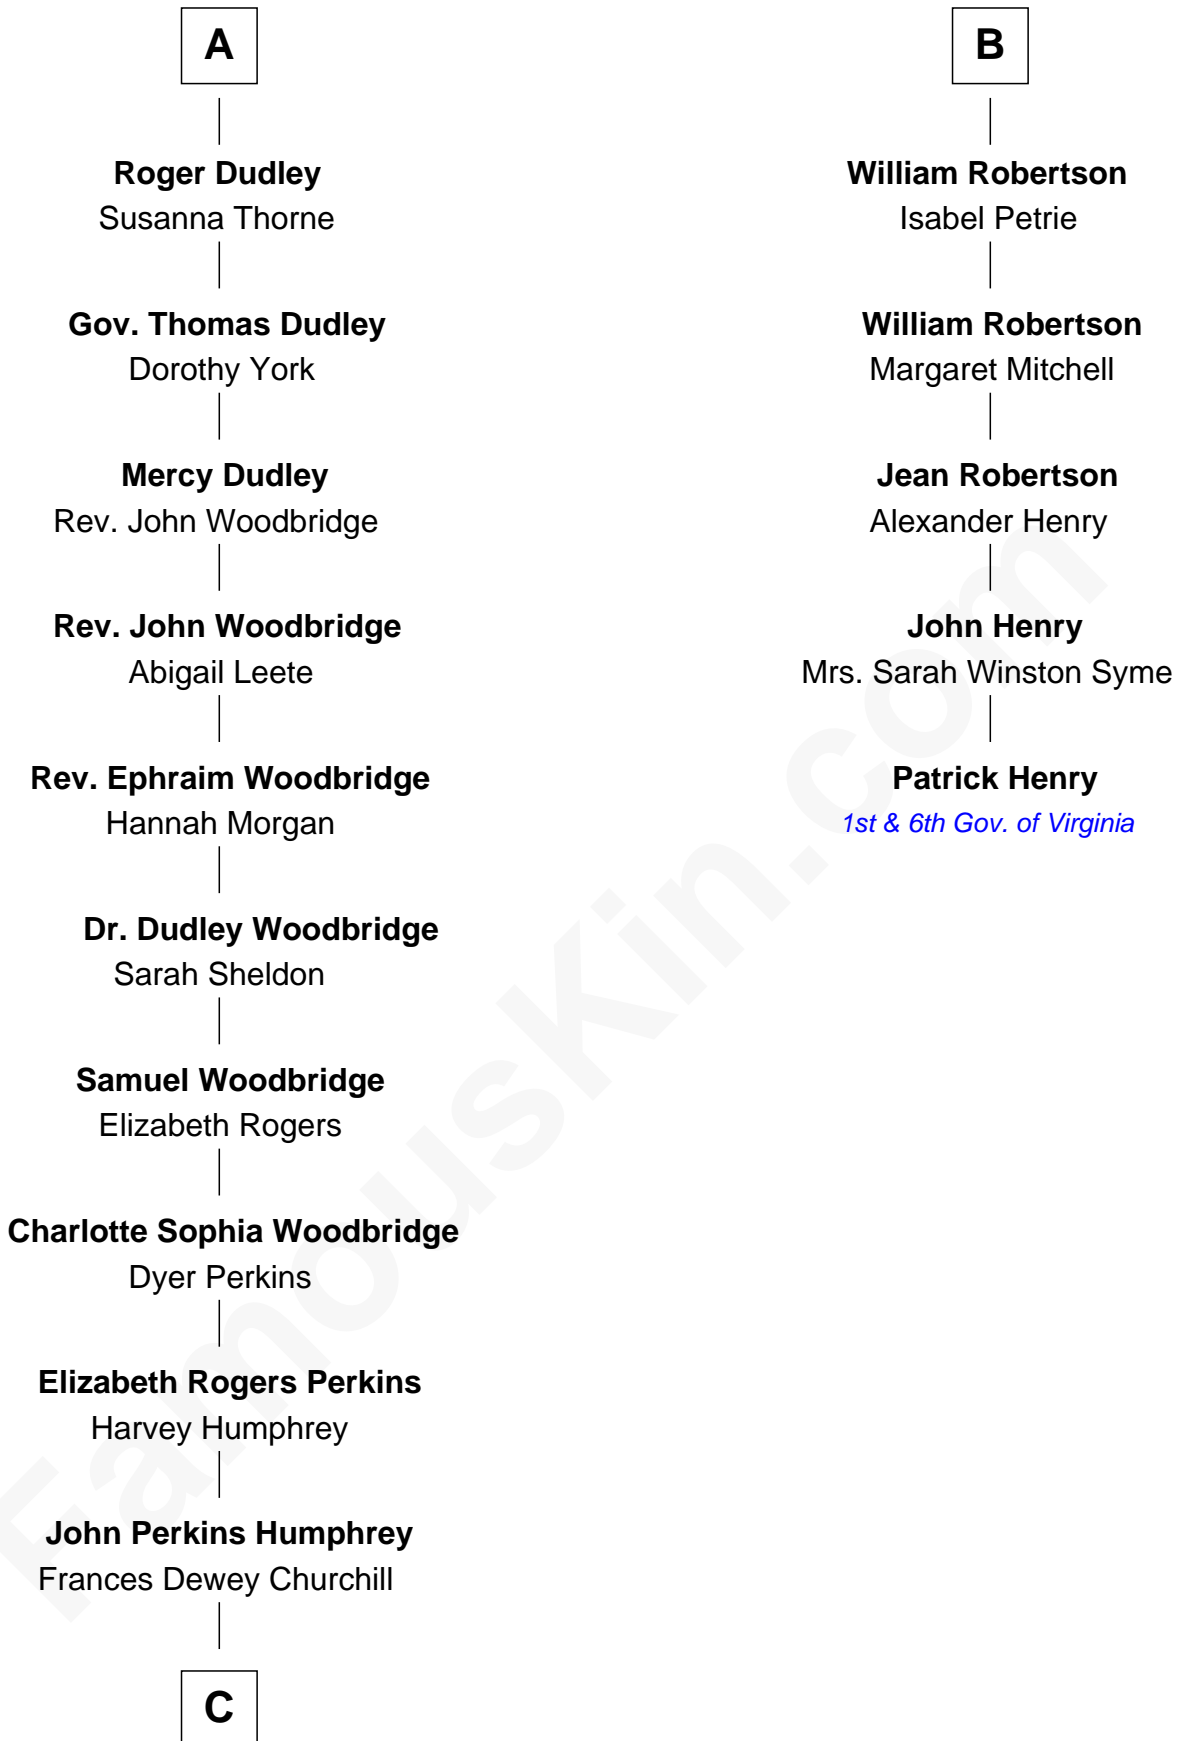 A
Roger Dudley
Susanna Thorne
Gov. Thomas Dudley
Dorothy York
Mercy Dudley
Rev. John Woodbridge
Rev. John Woodbridge
Abigail Leete
Rev. Ephraim Woodbridge
Hannah Morgan
Dr. Dudley Woodbridge
Sarah Sheldon
Samuel Woodbridge
Elizabeth Rogers
Charlotte Sophia Woodbridge
Dyer Perkins
Elizabeth Rogers Perkins
Harvey Humphrey
John Perkins Humphrey
Frances Dewey Churchill
C
B
William Robertson
Isabel Petrie
William Robertson
Margaret Mitchell
Jean Robertson
Alexander Henry
John Henry
Mrs. Sarah Winston Syme
Patrick Henry
1st & 6th Gov. of Virginia
FamousKin.com